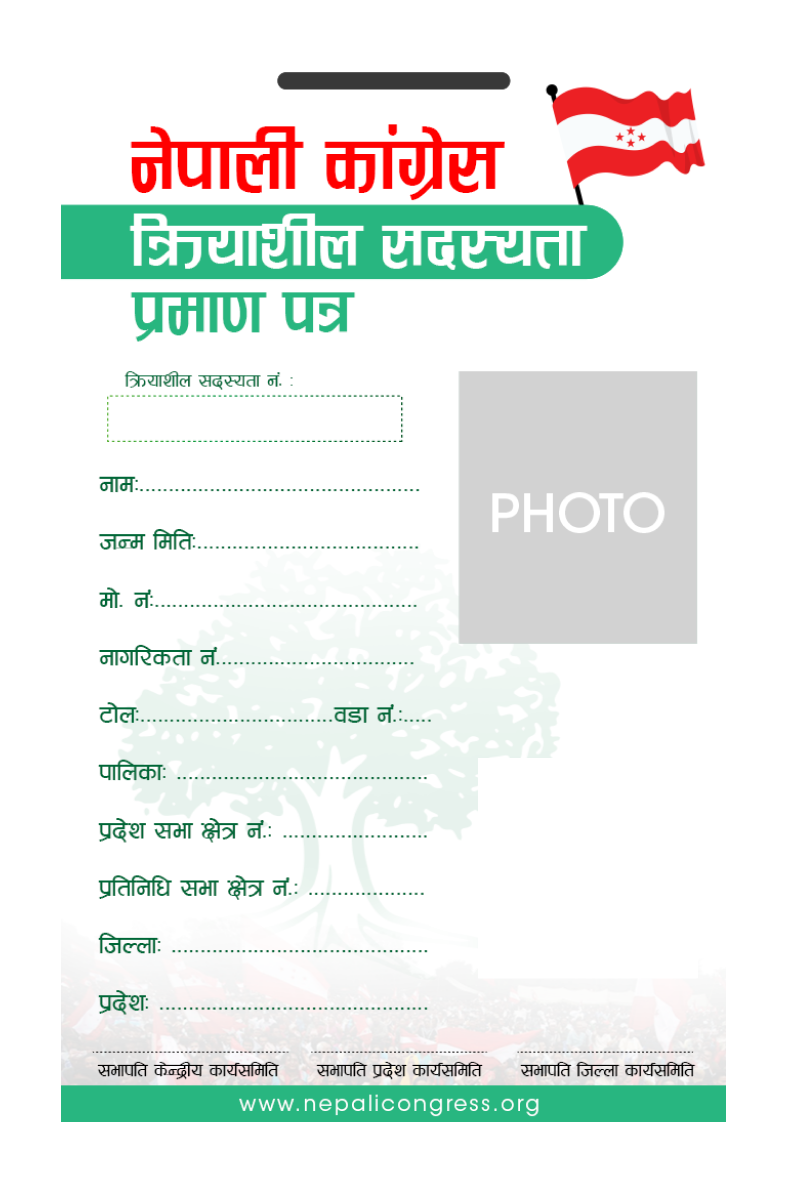 नेपाली कांग्रेस
क्रियाशील सदस्यता
प्रमाण पत्र
क्रियाशील सदस्यता नं. :
PHOTO
नामः................................................
जन्म मितिः......................................
मो. नंः.............................................
नागरिकता नं..................................
टोलः.................................वडा नं.:.....
पालिकाः ...........................................
प्रदेश सभा क्षेत्र नं.: .........................
प्रतिनिधि सभा क्षेत्र नं.: ....................
जिल्लाः ............................................
प्रदेशः ..............................................
सभापति केन्द्रीय कार्यसमिति सभापति प्रदेश कार्यसमिति सभापति जिल्ला कार्यसमिति
www.nepalicongress.org